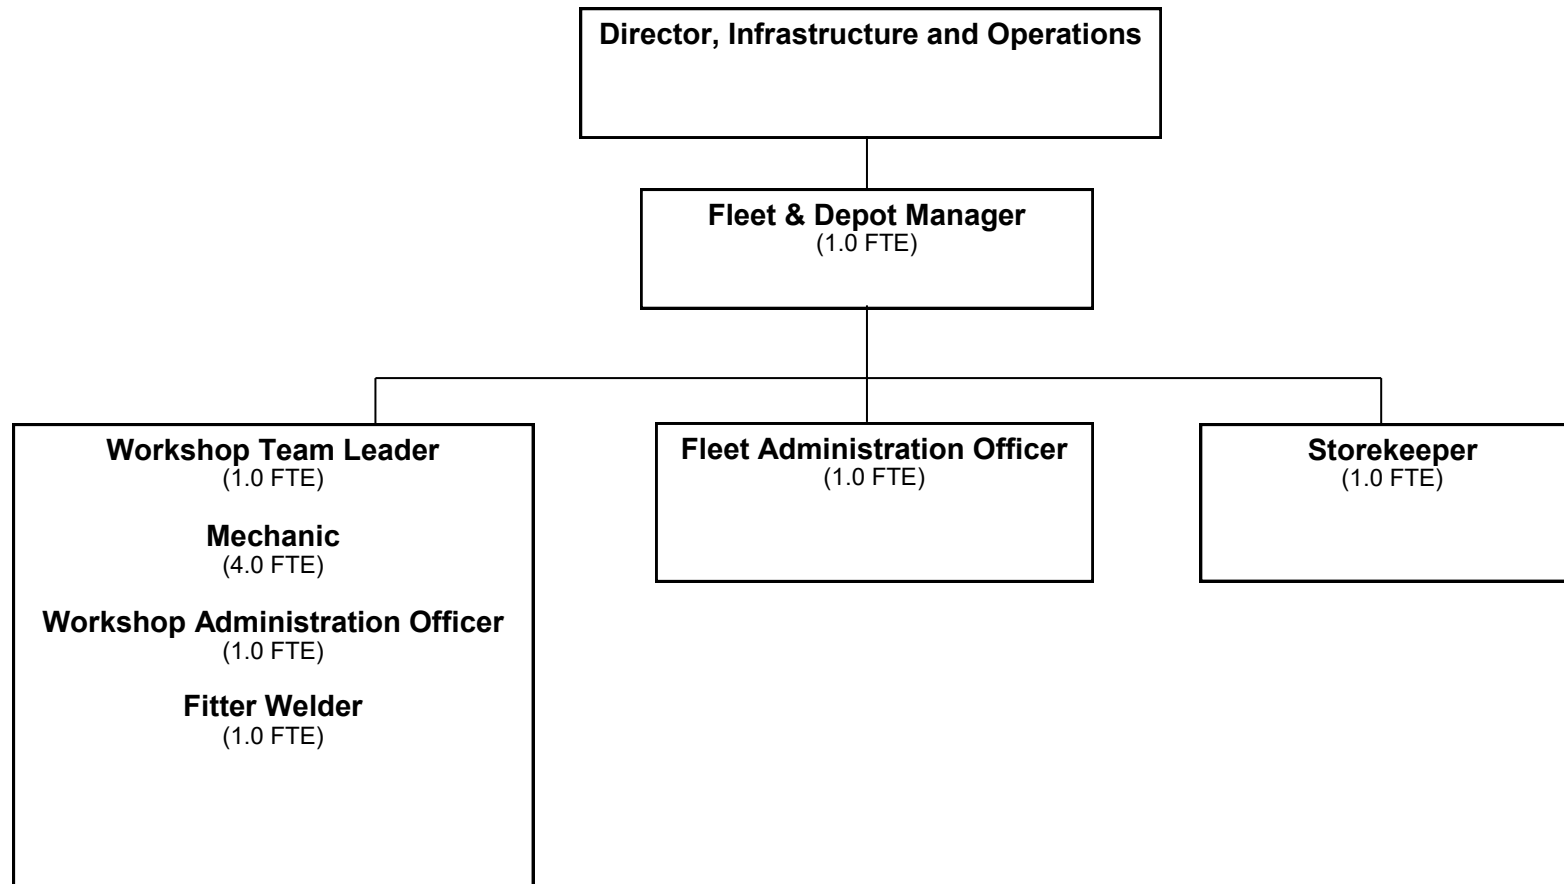 Director, Infrastructure and Operations
Fleet & Depot Manager
(1.0 FTE)
Workshop Team Leader
(1.0 FTE)
Mechanic
(4.0 FTE)
Workshop Administration Officer
(1.0 FTE)
Fitter Welder
(1.0 FTE)
Fleet Administration Officer
(1.0 FTE)
Storekeeper
(1.0 FTE)